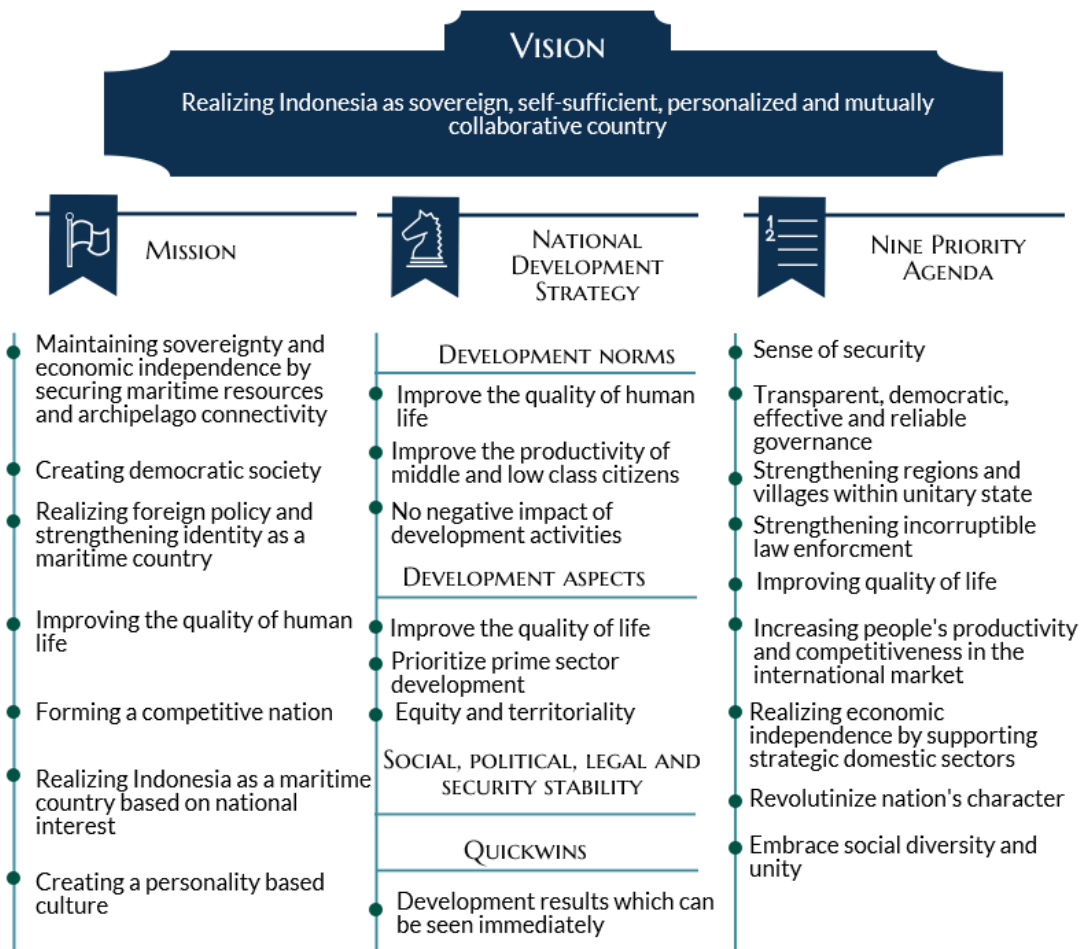 VISION
Realizing Indonesia as sovereign, self-sufficient, personalized and mutually
collaborative country
MISSION
Maintaining sovereignty and
economic independence by
securing maritime resources
and archipelago connectivity
Creating democratic society
Realizing foreign policy and
strengthening identity as a
maritime country
Improving the quality of human
life
Forming a competitive nation
Realizing Indonesia as a maritime
country based on national
interest
Creating a personality based
culture
NATIONAL
DEVELOPMENT
STRATEGY
DEVELOPMENT NORMS
Improve the quality of human
life
Improve the productivity of
middle and low class citizens
No negative impact of
development activities
DEVELOPMENT ASPECTS
Improve the quality of life
Prioritize prime sector
development
Equity and territoriality
SOCIAL, POLITICAL, LEGAL AND
SECURITY STABILITY
QUICKWINS
Development results which can
be seen immediately
1
2
NINE PRIORITY
AGENDA
Sense of security
Transparent, democratic,
effective and reliable
governance
Strengthening regions and
villages within unitary state
Strengthening incorruptible
law enforcment
Improving quality of life
Increasing people's productivity
and competitiveness in the
international market
Realizing economic
independence by supporting
strategic domestic sectors
Revolutinize nation's character
Embrace social diversity and
unity